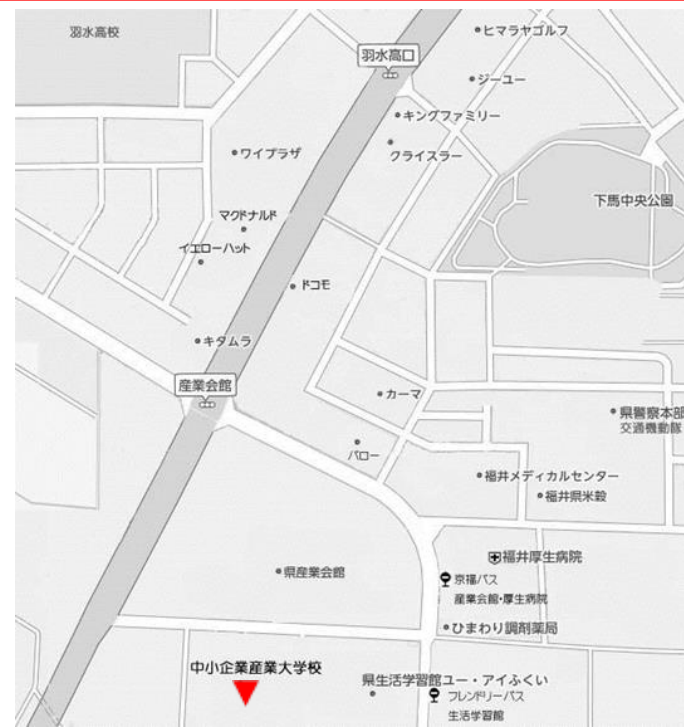 羽水高校
羽水高口
ヒマラヤゴルフ
ジーユー
キングファミリー
クライスラー
ワイプラザ
下馬中央公園
マクドナルド
イエローハット
ドコモ
キタムラ
産業会館
カーマ
県警察本部
交通機動隊
バロー
福井メディカルセンター
福井県米穀
福井厚生病院
県産業会館
京福バス
産業会館・厚生病院
ひまわり調剤薬局
中小企業産業大学校
県生活学習館ユー・アイふくい
フレンドリーバス
生活学習館